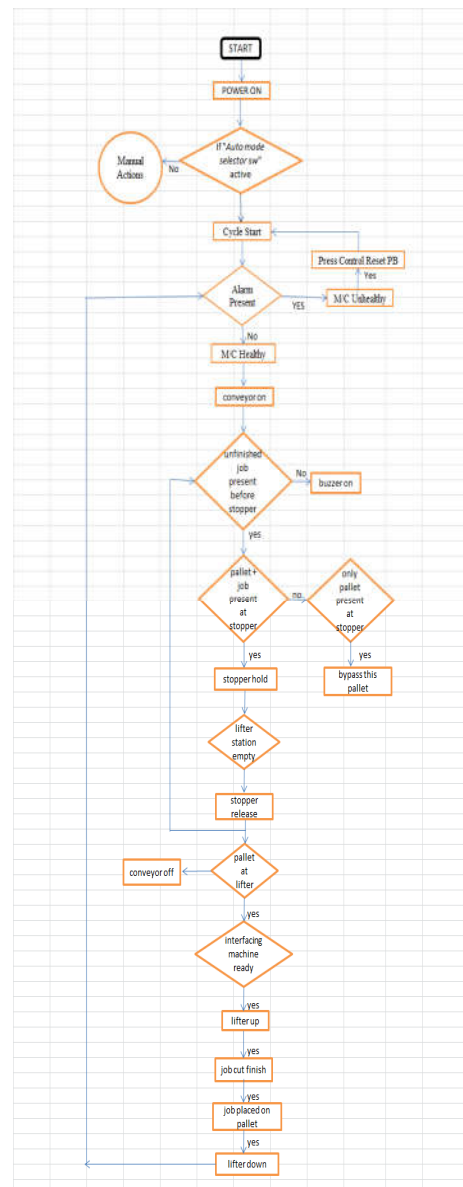 START
POWER ON
If "Auto mode
selector sw"
active
No
Manual
Actions
Cycle Start
Press Control Reset PB
Yes
Alarm
Present
YES
M/C Unhealthy
No
M/C Healthy
conveyor on
unfinished
job
present
before
stopper
No
buzzer on
yes
pallet +
job
present
at
stopper
no
only
pallet
present
at
stopper
yes
stopper hold
yes
bypass this
pallet
lifter
station
empty
stopper
release
pallet
at
lifter
conveyor off
yes
interfacing
machine
ready
yes
lifter up
yes
job cut finish
yes
job placed on
pallet
yes
lifter down